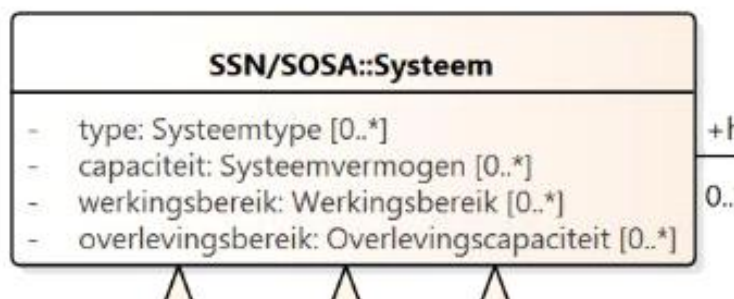 SSN/SOSA::Systeem
- type: Systeemtype [0..*]
- capaciteit: Systeemvermogen [0..*]
- werkingsbereik: Werkingsbereik [0..*]
- overlevingsbereik: Overlevingscapaciteit [0..*]